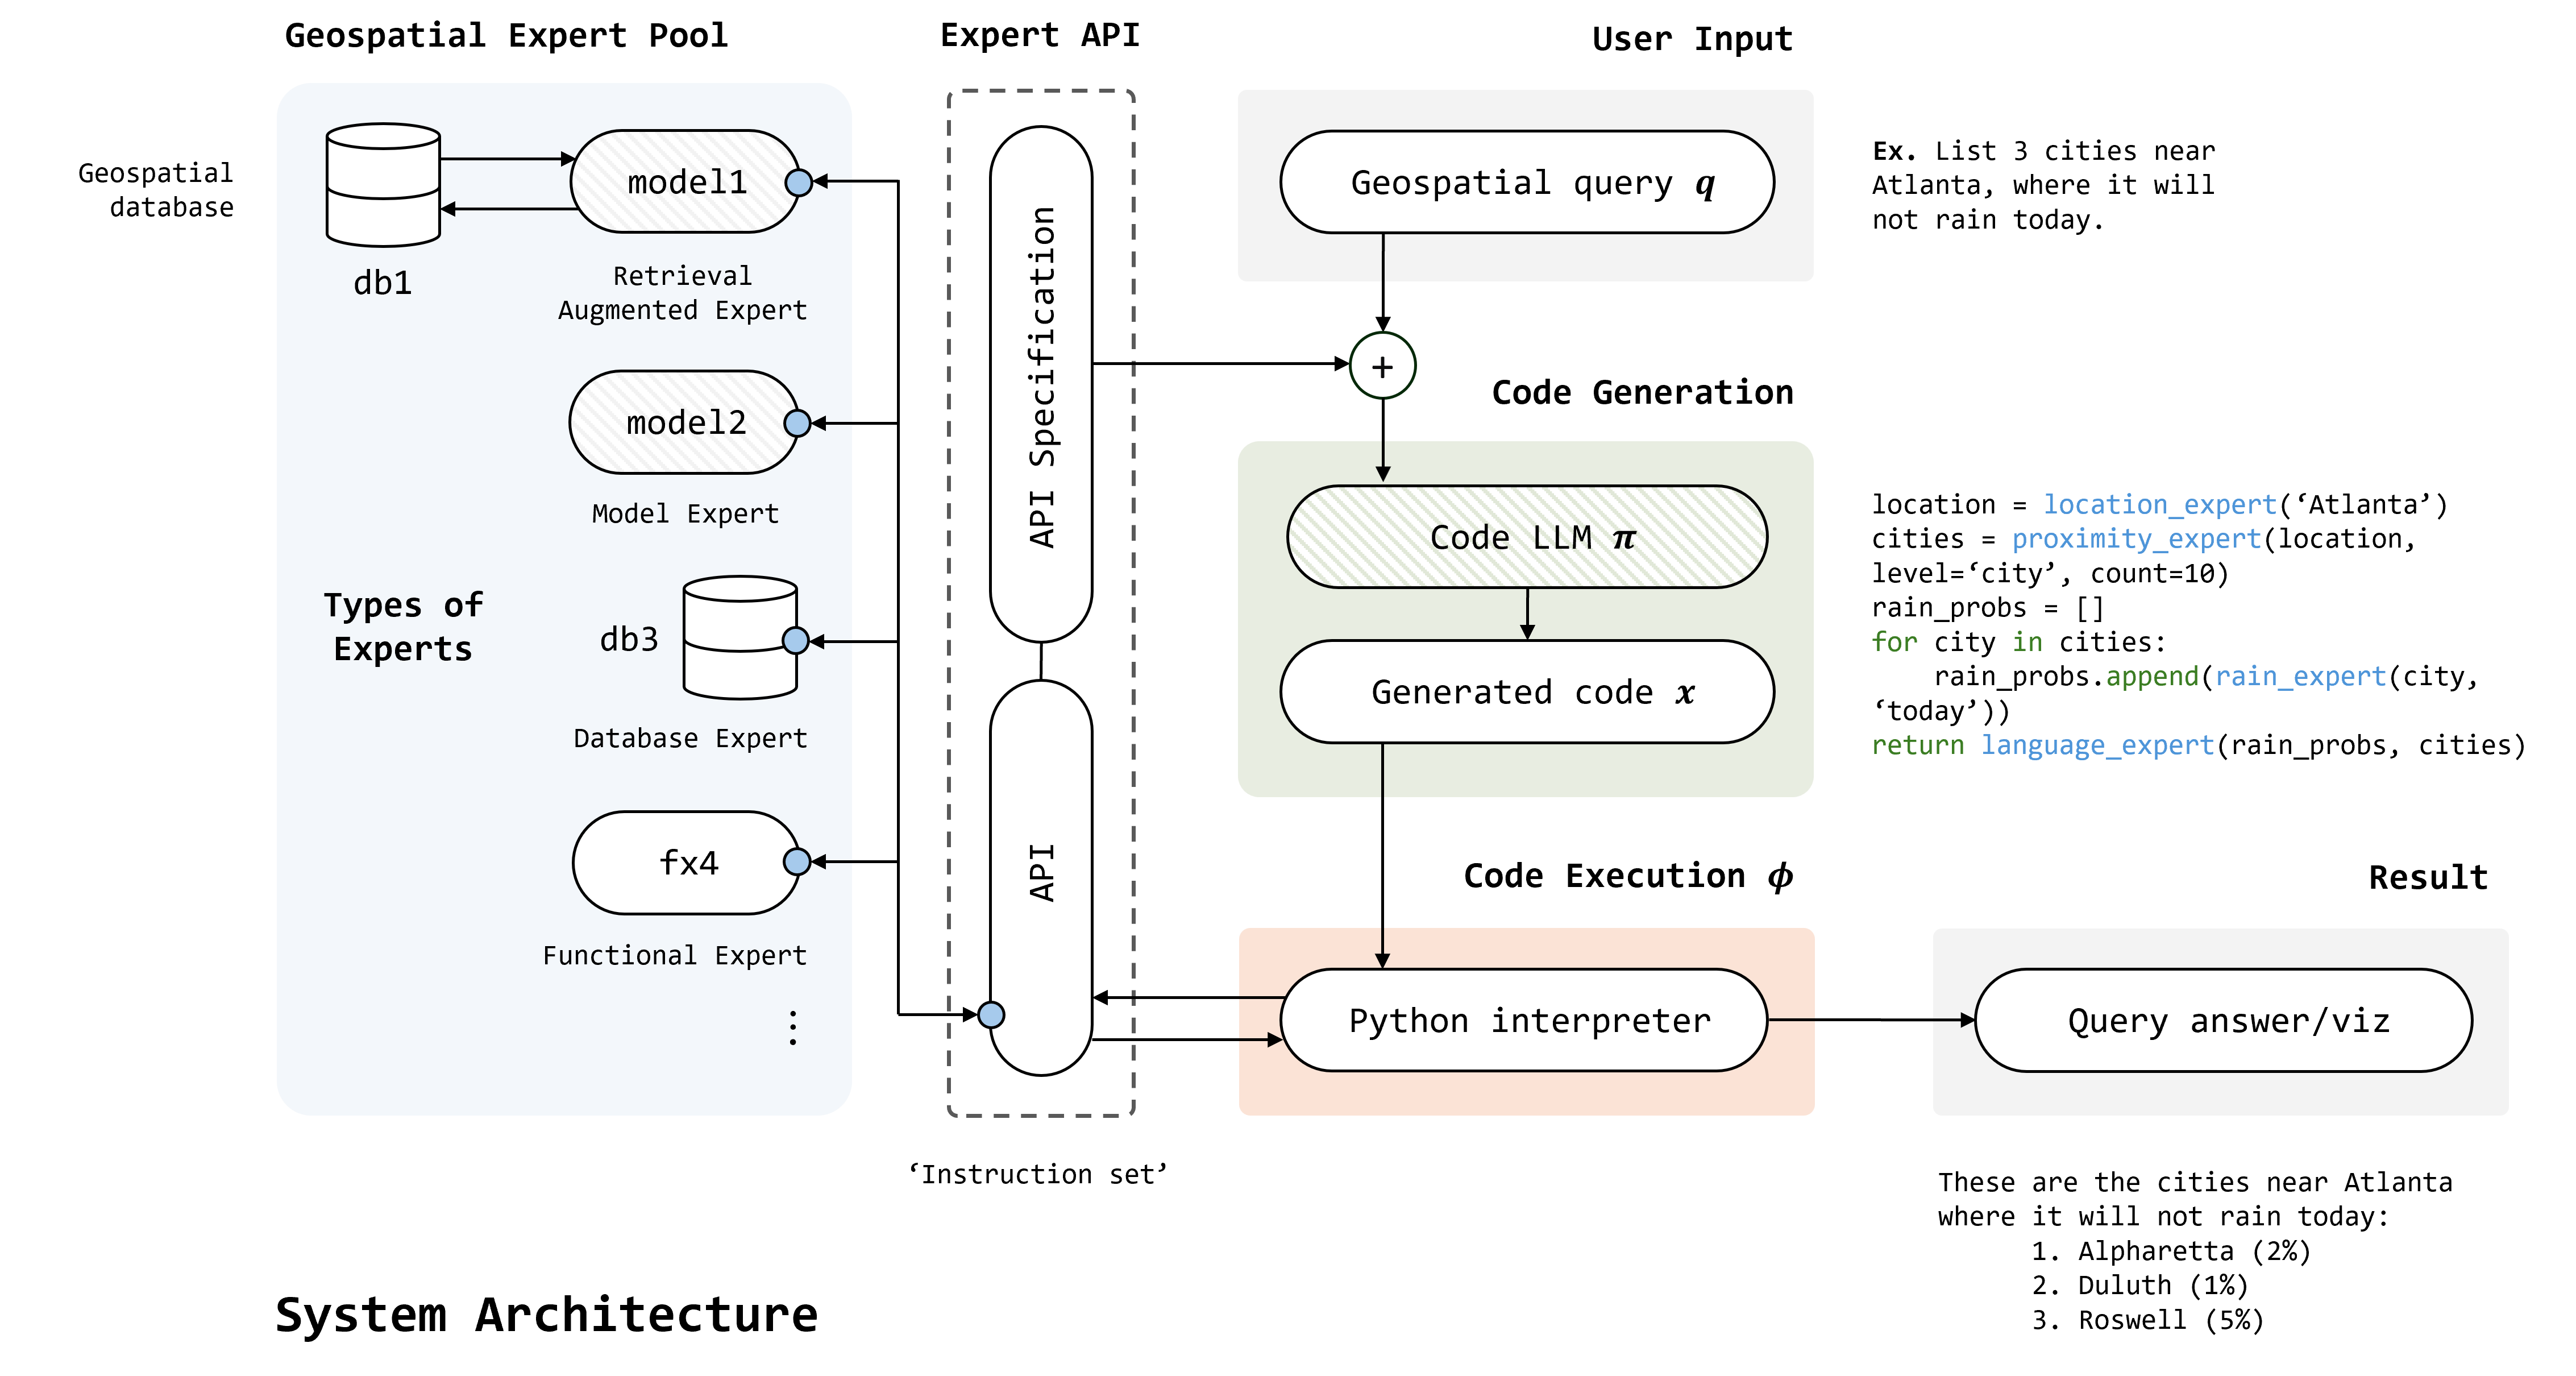 Geospatial Expert Pool
Geospatial
database
db1
model1
Retrieval
Augmented Expert
model2
Model Expert
Types of
Experts
db3
Database Expert
fx4
Functional Expert
⋮
Expert API
API Specification
API
‘Instruction set’
User Input
Geospatial query q
Ex. List 3 cities near
Atlanta, where it will
not rain today.
+
Code Generation
Code LLM π
Generated code x
location = location_expert(‘Atlanta’)
cities = proximity_expert(location,
level=‘city’, count=10)
rain_probs = []
for city in cities:
    rain_probs.append(rain_expert(city,
‘today’))
return language_expert(rain_probs, cities)
Code Execution ϕ
Python interpreter
Result
Query answer/viz
These are the cities near Atlanta
where it will not rain today:
1. Alpharetta (2%)
2. Duluth (1%)
3. Roswell (5%)
System Architecture